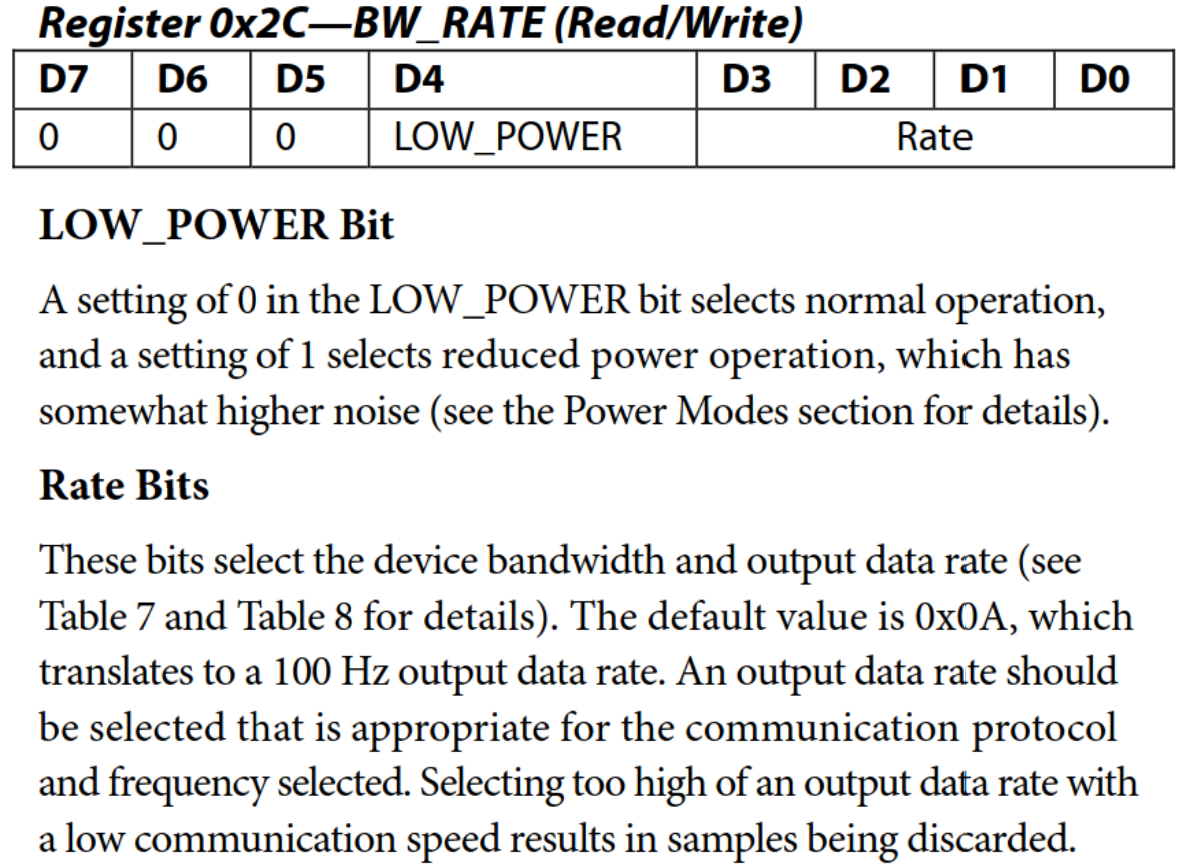 Register 0x2C—BW_RATE (Read/Write)
D7 D6 D5 D4 D3 D2 D1 D0
0 0 0 LOW_POWER Rate
LOW_POWER Bit
A setting of 0 in the LOW_POWER bit selects normal operation,
and a setting of 1 selects reduced power operation, which has
somewhat higher noise (see the Power Modes section for details).
Rate Bits
These bits select the device bandwidth and output data rate (see
Table 7 and Table 8 for details). The default value is 0x0A, which
translates to a 100 Hz output data rate. An output data rate should
be selected that is appropriate for the communication protocol
and frequency selected. Selecting too high of an output data rate with
a low communication speed results in samples being discarded.